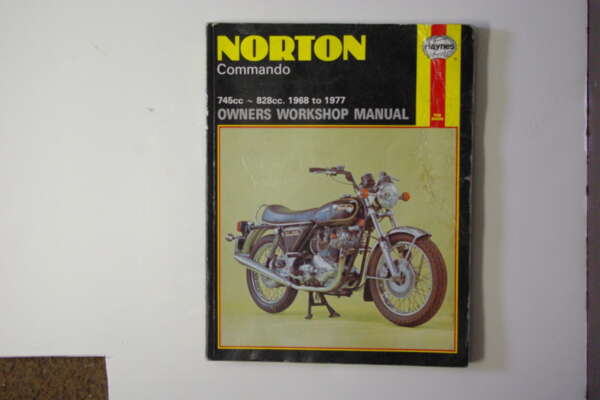 NORTON
Haynes
Commando
745cc ~ 828cc. 1968 to 1977
OWNERS WORKSHOP MANUAL